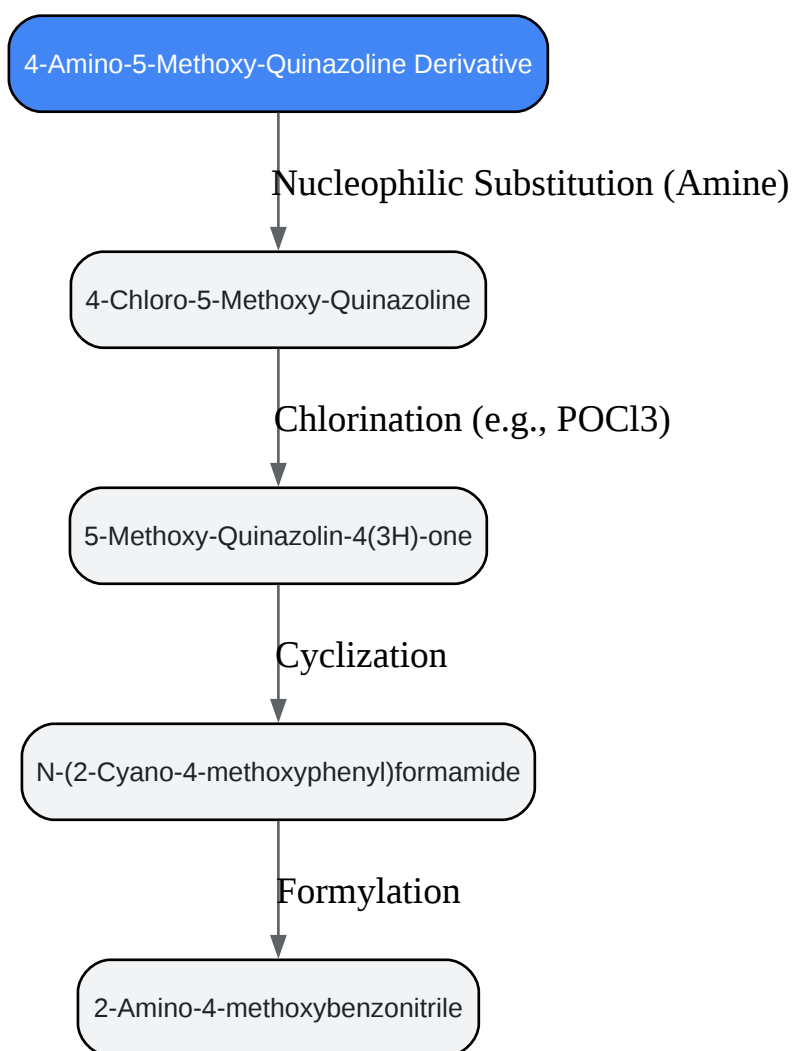 4-Amino-5-Methoxy-Quinazoline Derivative
Nucleophilic Substitution (Amine)
4-Chloro-5-Methoxy-Quinazoline
Chlorination (e.g., POCl3)
5-Methoxy-Quinazolin-4(3H)-one
Cyclization
N-(2-Cyano-4-methoxyphenyl)formamide
Formylation
2-Amino-4-methoxybenzonitrile